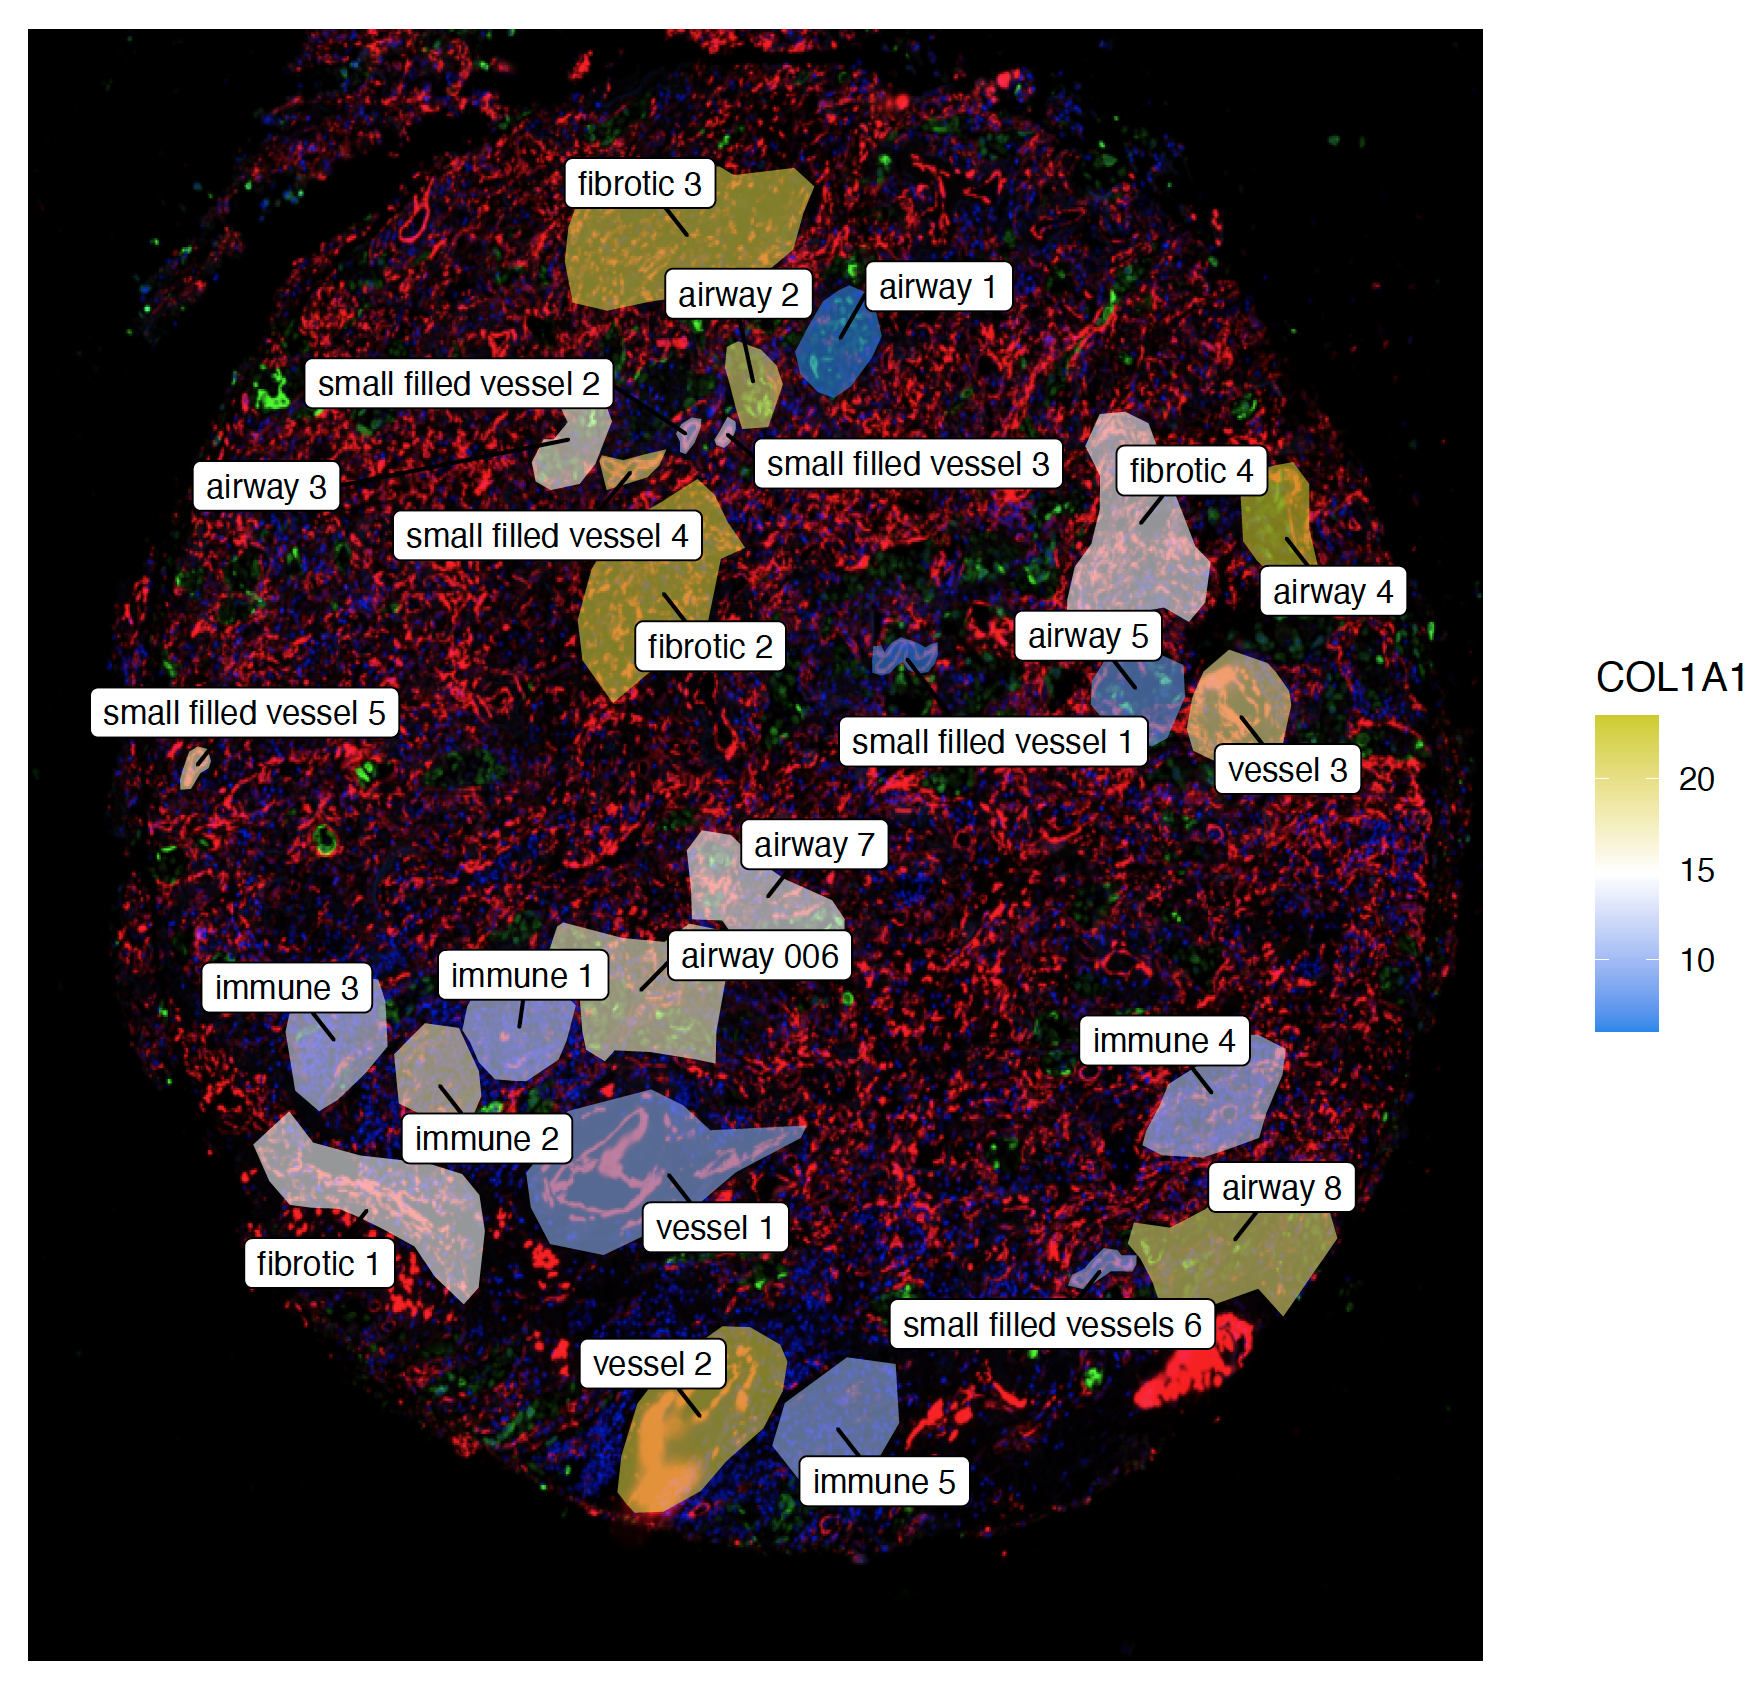 fibrotic 3
airway 2
airway 1
small filled vessel 2
small filled vessel 3
airway 3
fibrotic 4
small filled vessel 4
airway 4
fibrotic 2
airway 5
small filled vessel 5
small filled vessel 1
vessel 3
airway 7
airway 006
immune 1
immune 3
immune 4
immune 2
airway 8
vessel 1
fibrotic 1
small filled vessels 6
vessel 2
immune 5
COL1A1
20
15
10